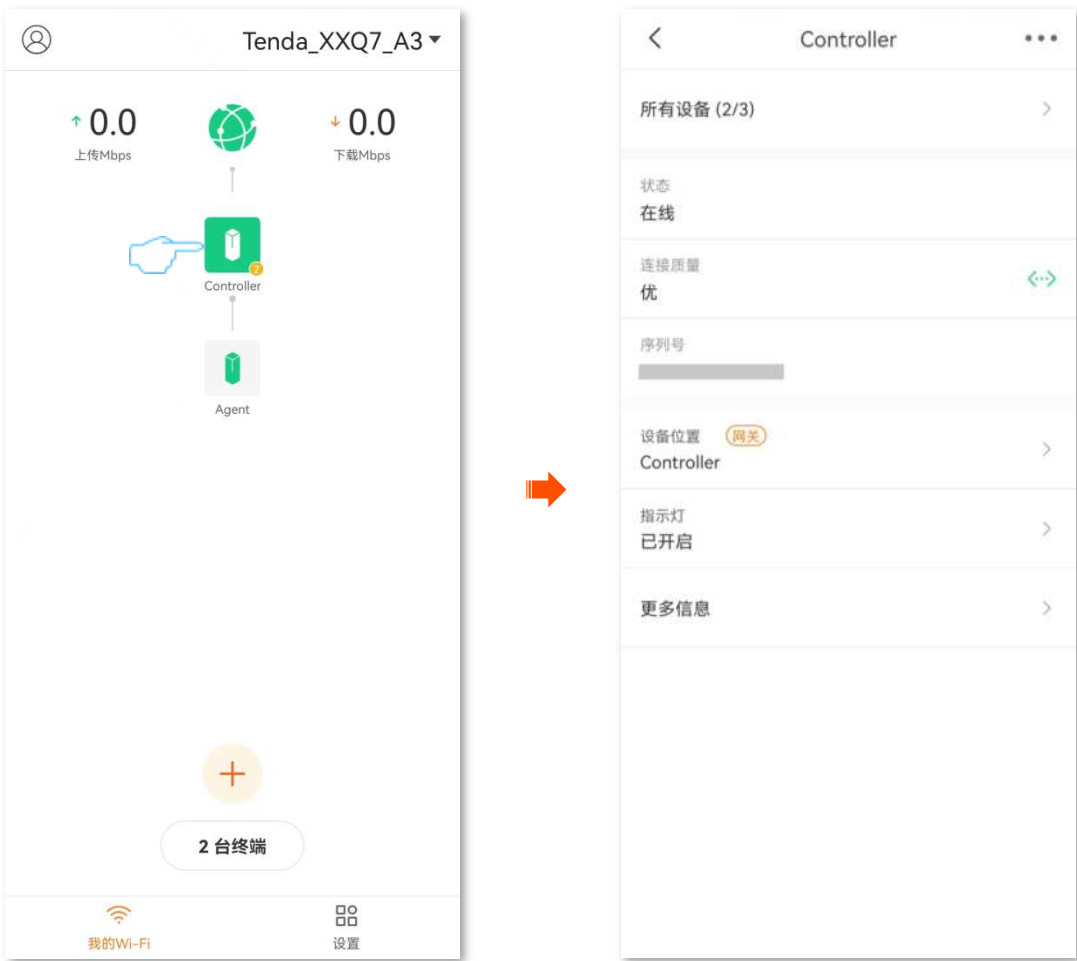 Tenda_XXQ7_A3
↑ 0.0
上传Mbps
↓ 0.0
下载Mbps
2
Controller
Agent
2 台终端
我的Wi-Fi
设置
Controller
所有设备 (2/3)
状态
在线
连接质量
优
序列号
设备位置 网关
Controller
指示灯
已开启
更多信息